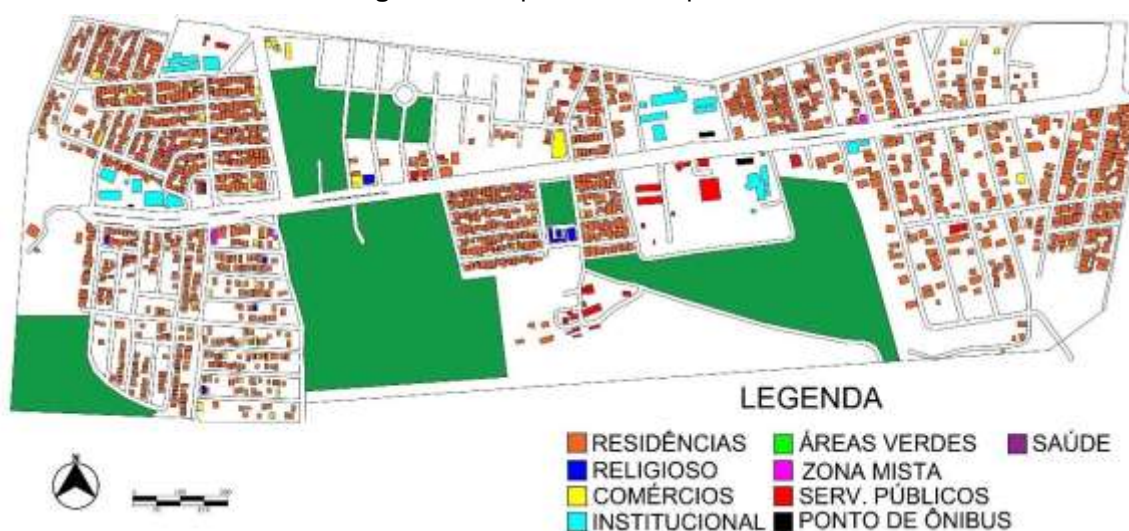 LEGENDA
RESIDÊNCIAS
ÁREAS VERDES
SAÚDE
RELIGIOSO
ZONA MISTA
COMÉRCIOS
SERV. PÚBLICOS
INSTITUCIONAL
PONTO DE ÔNIBUS